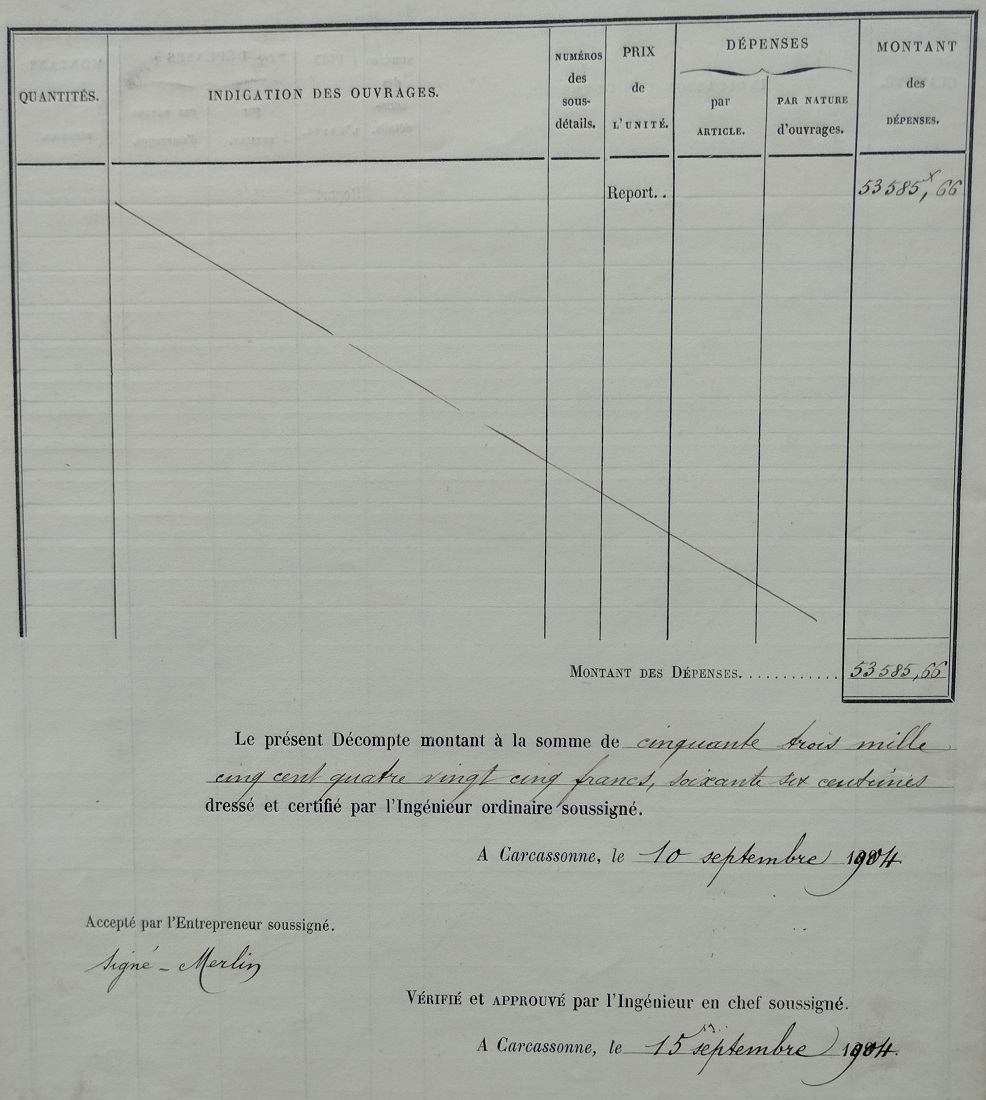 QUANTITÉS.
INDICATION DES OUVRAGES.
NUMÉROS
des
sous-
détails.
PRIX
de
L'UNITÉ.
DÉPENSES
par
ARTICLE.
PAR NATURE
d'ouvrages.
MONTANT
des
DÉPENSES.
Report. . 53 585, 66
MONTANT DES DÉPENSES. . . . . . . . . . . . 53 585, 66
Le présent Décompte montant à la somme de cinquante trois mille
cinq cent quatre vingt cinq francs, soixante six centimes
dressé et certifié par l'Ingénieur ordinaire soussigné.
A Carcassonne, le 10 septembre 1904
Accepté par l'Entrepreneur soussigné.
signé - Merlin
VÉRIFIÉ et APPROUVÉ par l'Ingénieur en chef soussigné.
A Carcassonne, le 15 septembre 1904.